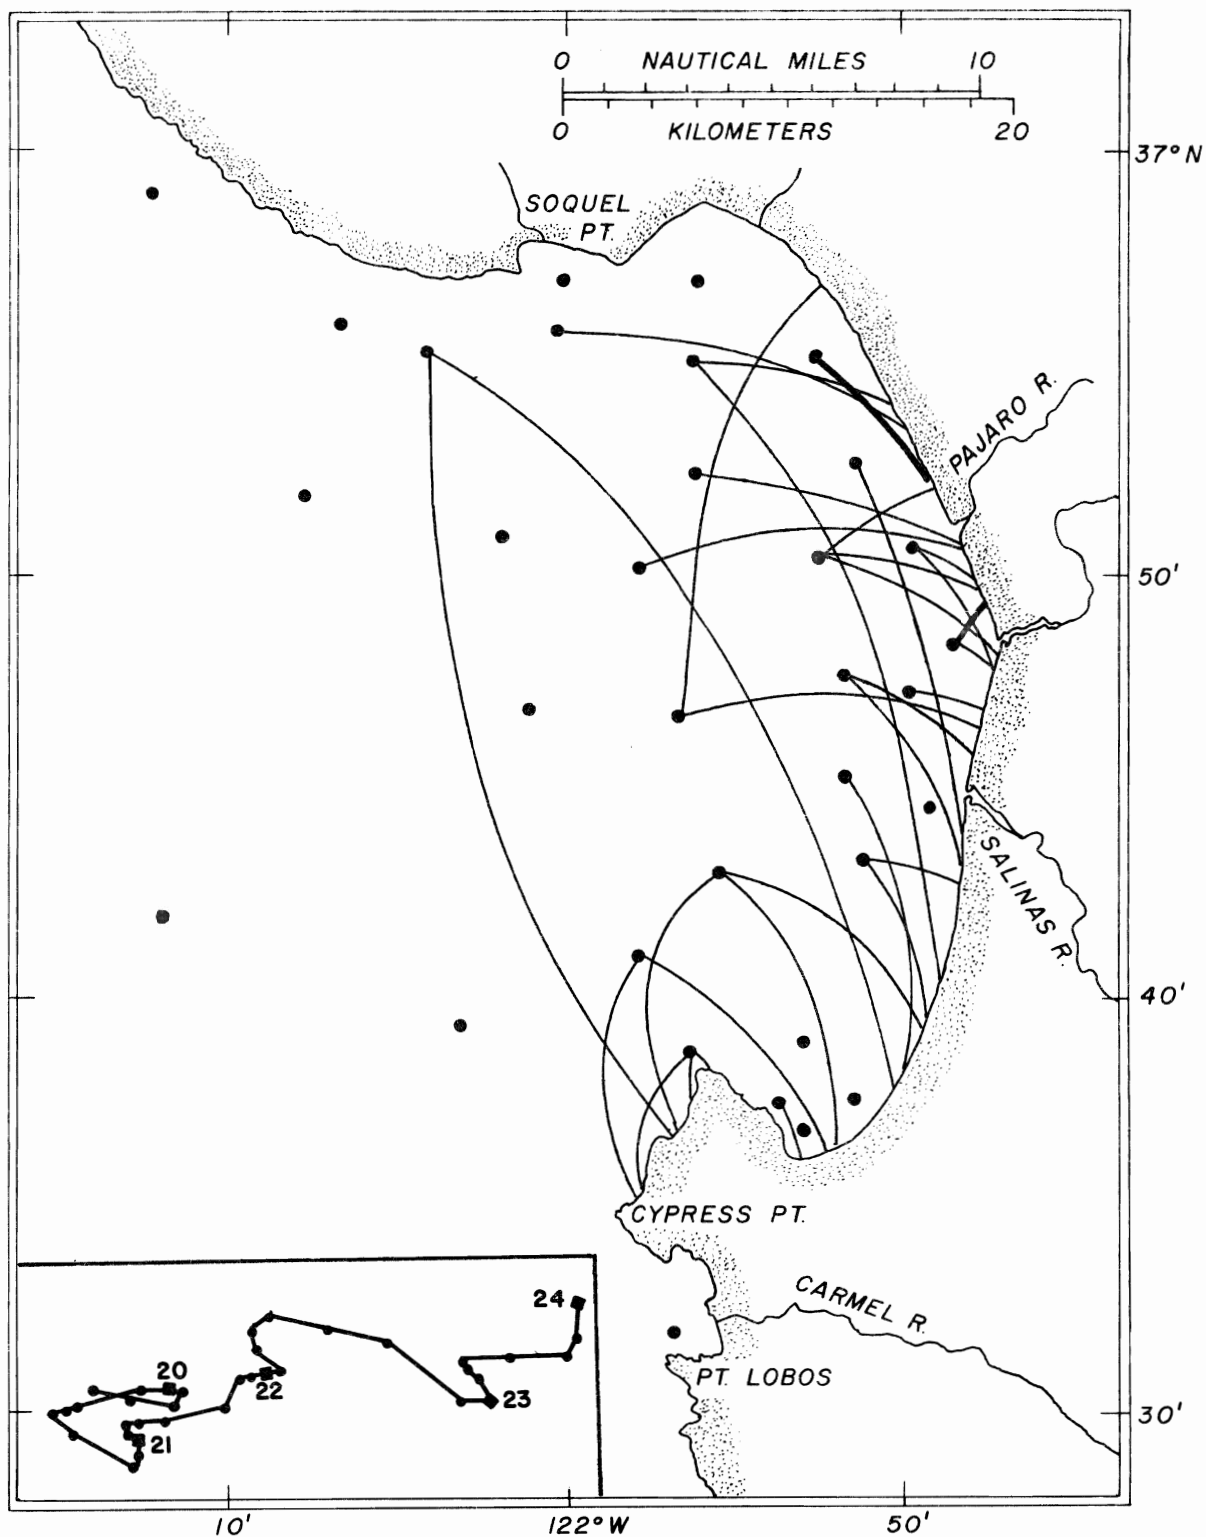 0 NAUTICAL MILES 10
0 KILOMETERS 20
37°N
SOQUEL
PT.
PAJARO R.
50'
SALINAS R.
40'
CYPRESS PT.
CARMEL R.
24
20
22
PT. LOBOS
23
21
30'
10' 122°W 50'